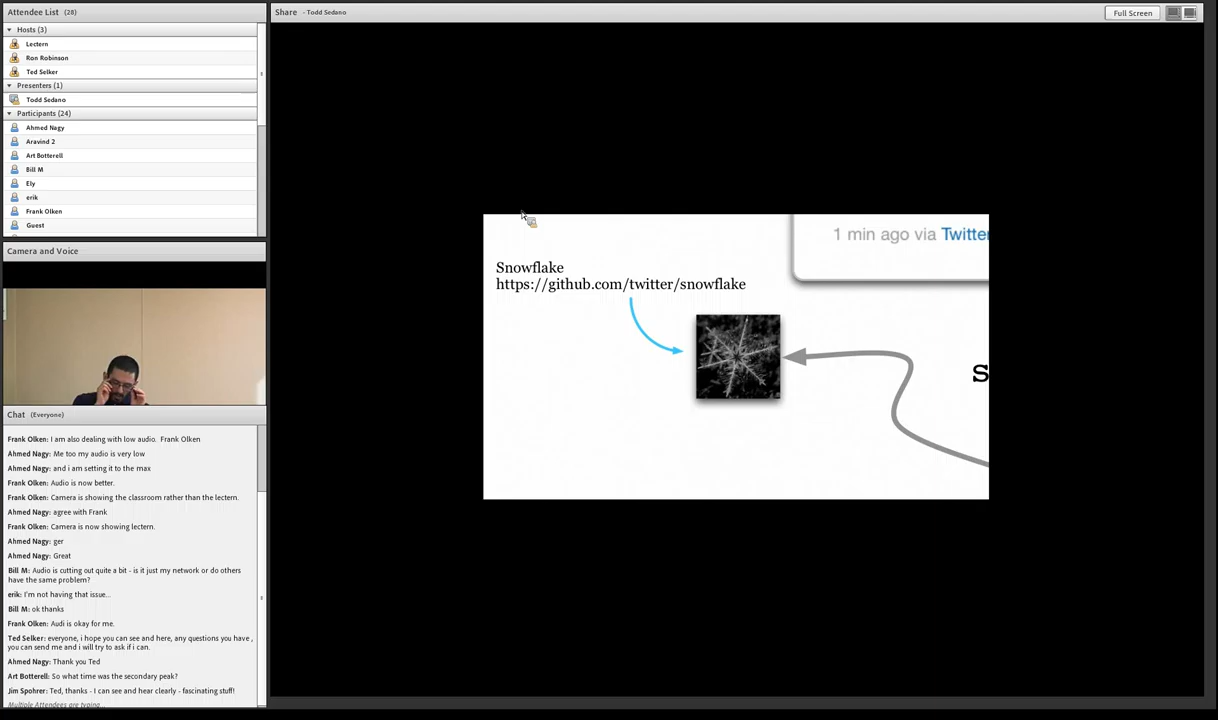 Attendee List (28)
Hosts (3)
Lectern
Ron Robinson
Ted Selker
Presenters (1)
Todd Sedano
Participants (24)
Ahmed Nagy
Aravind 2
Art Botterell
Bill M
Ely
erik
Frank Olken
Guest
Camera and Voice
Chat (Everyone)
Frank Olken: I am also dealing with low audio. Frank Olken
Ahmed Nagy: Me too my audio is very low
Ahmed Nagy: and i am setting it to the max
Frank Olken: Audio is now better.
Frank Olken: Camera is showing the classroom rather than the lectern.
Ahmed Nagy: agree with Frank
Frank Olken: Camera is now showing lectern.
Ahmed Nagy: ger
Ahmed Nagy: Great
Bill M: Audio is cutting out quite a bit - is it just my network or do others
have the same problem?
erik: I'm not having that issue...
Bill M: ok thanks
Frank Olken: Audi is okay for me.
Ted Selker: everyone, i hope you can see and here, any questions you have ,
you can send me and i will try to ask if i can.
Ahmed Nagy: Thank you Ted
Art Botterell: So what time was the secondary peak?
Jim Spohrer: Ted, thanks - I can see and hear clearly - fascinating stuff!
Multiple Attendees are typing...
Share - Todd Sedano
Full Screen
1 min ago via Twitter
Snowflake
https://github.com/twitter/snowflake
S